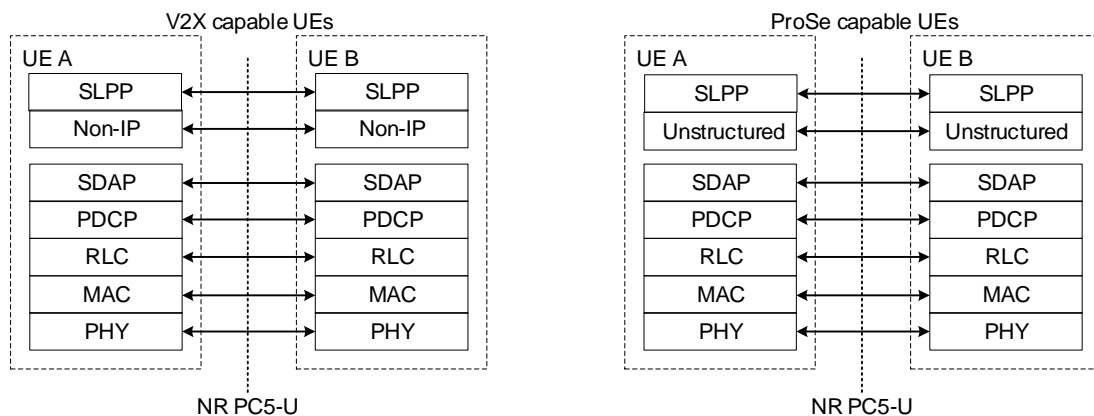 V2X capable UEs
UE A
UE B
SLPP
SLPP
Non-IP
Non-IP
SDAP
SDAP
PDCP
PDCP
RLC
RLC
MAC
MAC
PHY
PHY
NR PC5-U
ProSe capable UEs
UE A
UE B
SLPP
SLPP
Unstructured
Unstructured
SDAP
SDAP
PDCP
PDCP
RLC
RLC
MAC
MAC
PHY
PHY
NR PC5-U